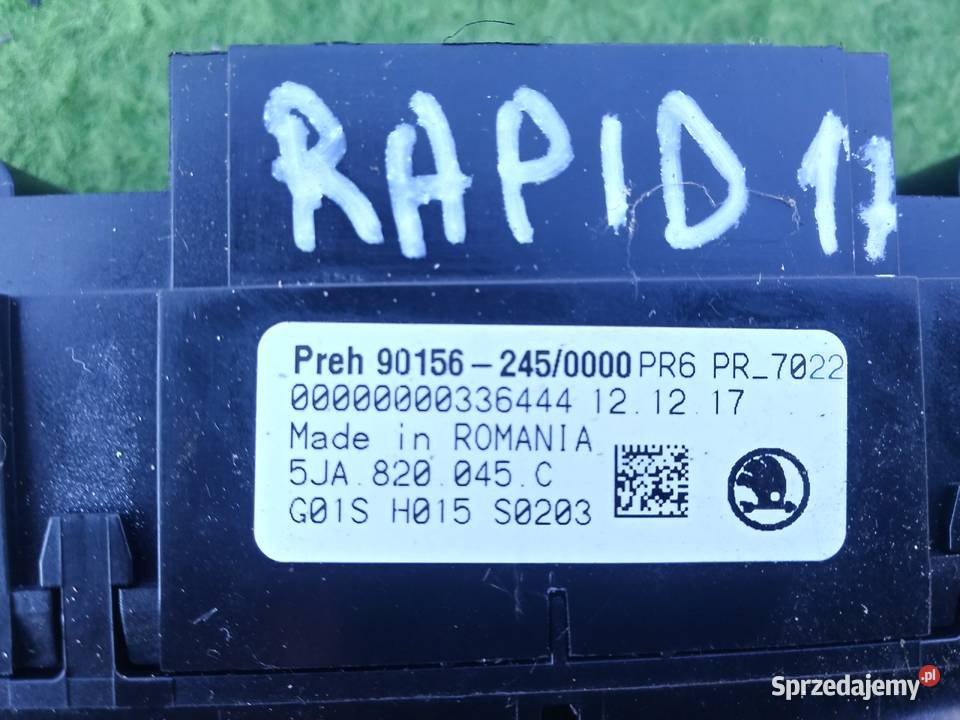 RAPID 17
Preh 90156-245/0000 PR6 PR_7022
00000000336444 12.12.17
Made in ROMANIA
5JA.820.045.C
G01S H015 S0203
Sprzedajemy.pl